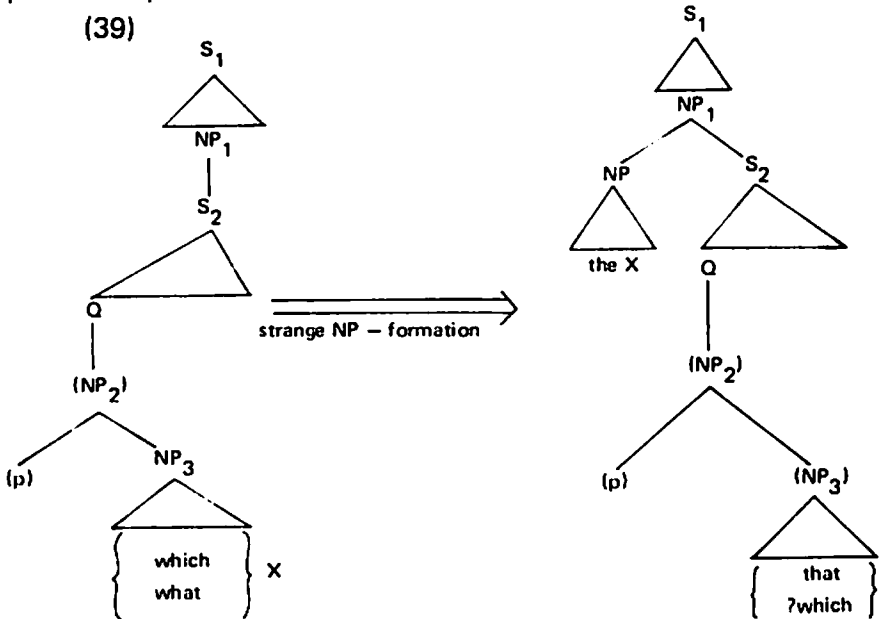 (39)
S1
NP1
S2
Q
(NP2)
(p) NP3
which
what
X
strange NP – formation
S1
NP1
NP S2
the X
Q
(NP2)
(p) (NP3)
that
?which